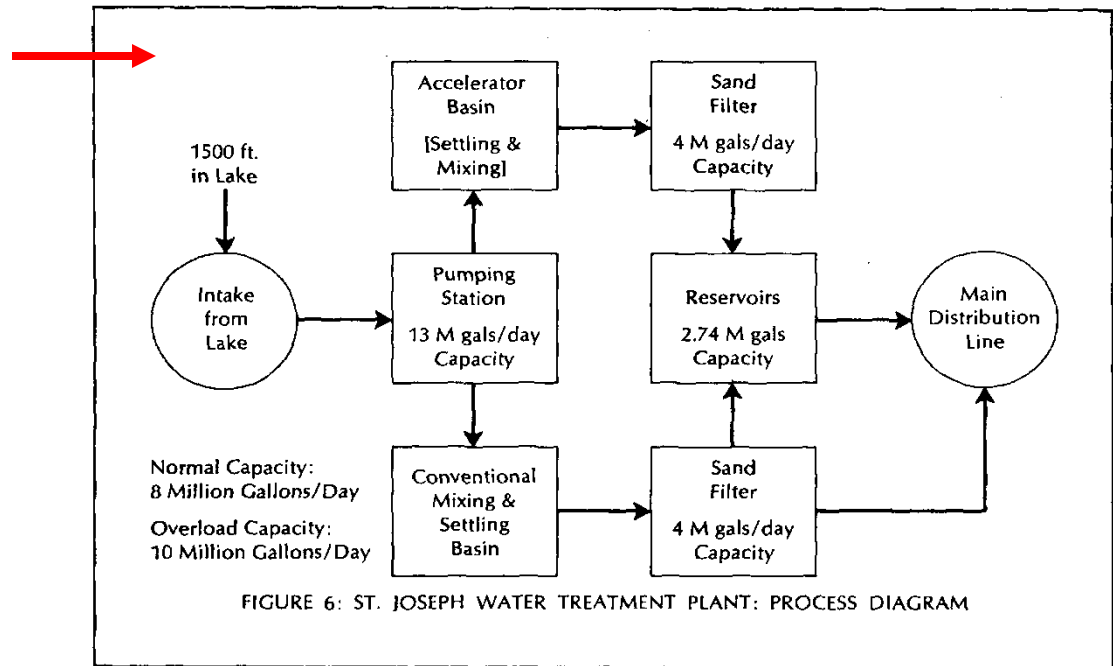 Accelerator
Basin
[Settling &
Mixing]
Sand
Filter
4 M gals/day
Capacity
1500 ft.
in Lake
Intake
from
Lake
Pumping
Station
13 M gals/day
Capacity
Reservoirs
2.74 M gals
Capacity
Main
Distribution
Line
Normal Capacity:
8 Million Gallons/Day
Overload Capacity:
10 Million Gallons/Day
Conventional
Mixing &
Settling
Basin
Sand
Filter
4 M gals/day
Capacity
FIGURE 6: ST. JOSEPH WATER TREATMENT PLANT: PROCESS DIAGRAM